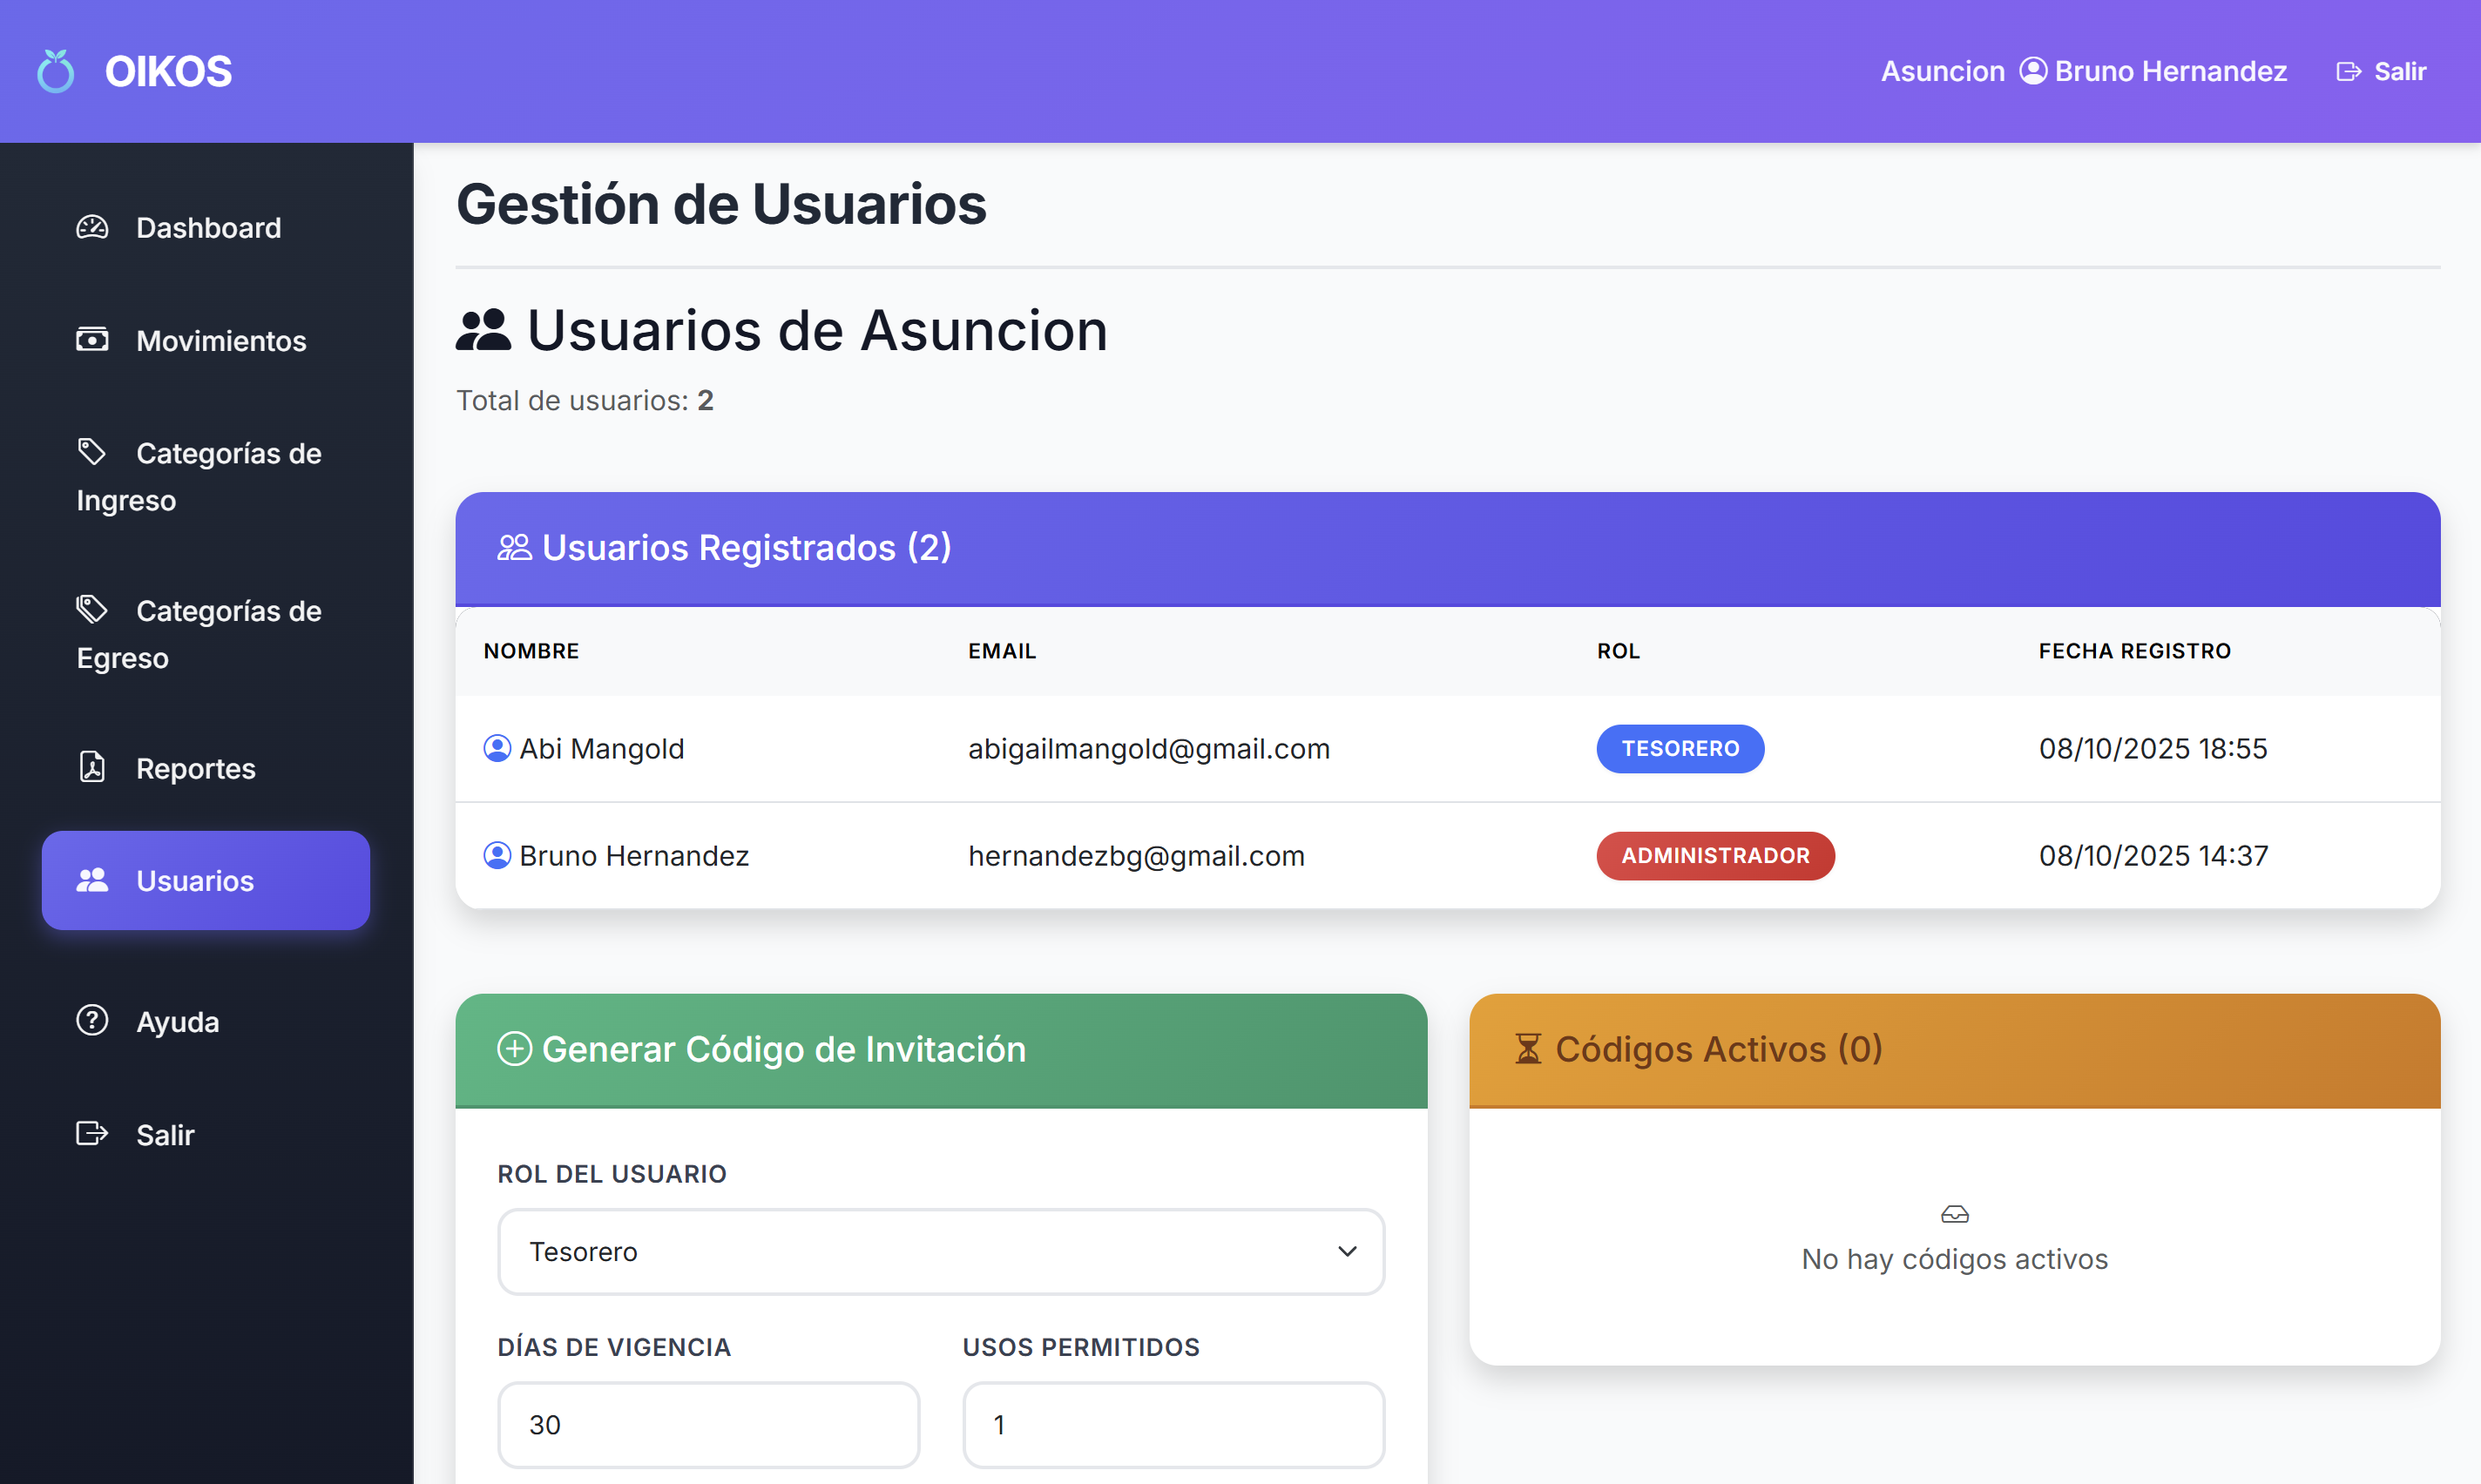 OIKOS
Asuncion Bruno Hernandez Salir
Dashboard
Movimientos
Categorías de
Ingreso
Categorías de
Egreso
Reportes
Usuarios
Ayuda
Salir
Gestión de Usuarios
Usuarios de Asuncion
Total de usuarios: 2
Usuarios Registrados (2)
NOMBRE EMAIL ROL FECHA REGISTRO
Abi Mangold abigailmangold@gmail.com TESORERO 08/10/2025 18:55
Bruno Hernandez hernandezbg@gmail.com ADMINISTRADOR 08/10/2025 14:37
Generar Código de Invitación
ROL DEL USUARIO
Tesorero
DÍAS DE VIGENCIA USOS PERMITIDOS
30 1
Códigos Activos (0)
No hay códigos activos